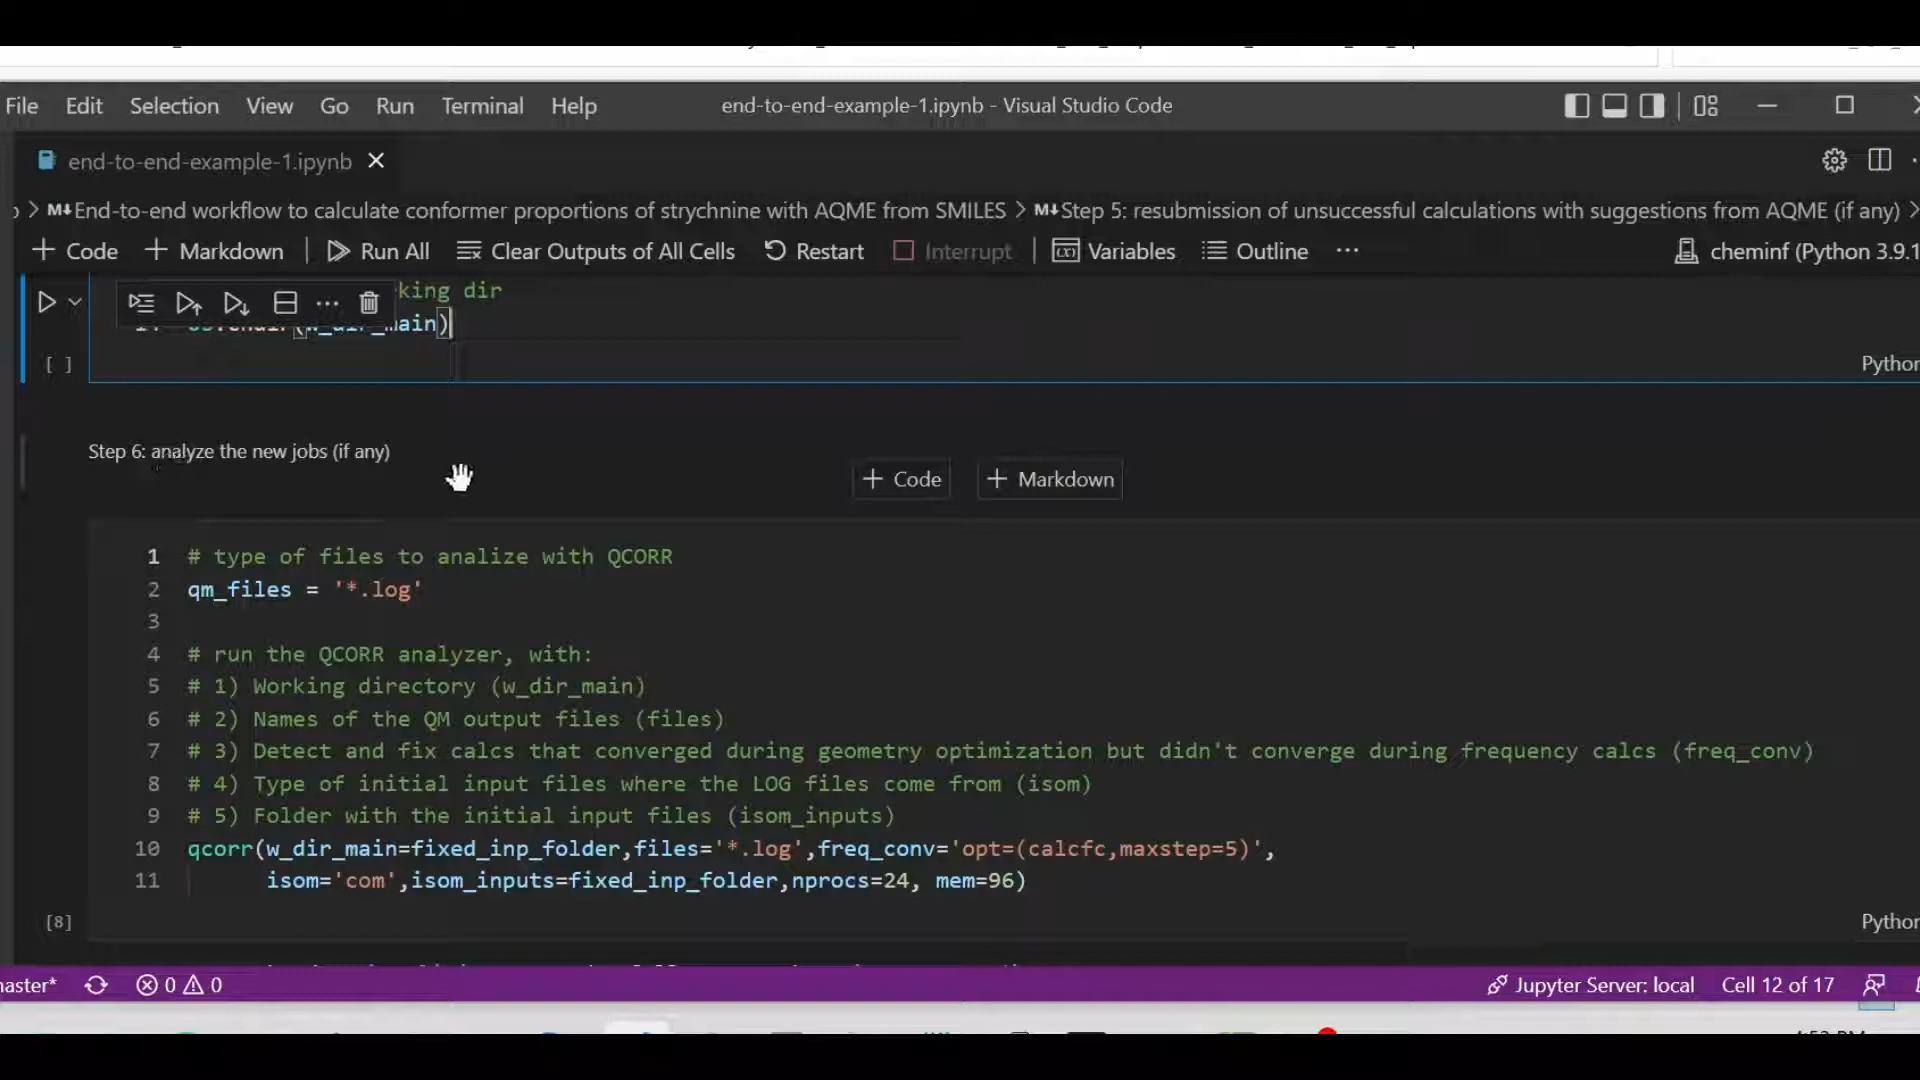 File Edit Selection View Go Run Terminal Help end-to-end-example-1.ipynb - Visual Studio Code
end-to-end-example-1.ipynb
> M↓End-to-end workflow to calculate conformer proportions of strychnine with AQME from SMILES > M↓Step 5: resubmission of unsuccessful calculations with suggestions from AQME (if any) >
+ Code + Markdown Run All Clear Outputs of All Cells Restart Interrupt Variables Outline ··· cheminf (Python 3.9.1
king dir
os.chdir(w_dir_main)
[ ] Python
Step 6: analyze the new jobs (if any)
+ Code + Markdown
1 # type of files to analize with QCORR
2 qm_files = '*.log'
3
4 # run the QCORR analyzer, with:
5 # 1) Working directory (w_dir_main)
6 # 2) Names of the QM output files (files)
7 # 3) Detect and fix calcs that converged during geometry optimization but didn't converge during frequency calcs (freq_conv)
8 # 4) Type of initial input files where the LOG files come from (isom)
9 # 5) Folder with the initial input files (isom_inputs)
10 qcorr(w_dir_main=fixed_inp_folder,files='*.log',freq_conv='opt=(calcfc,maxstep=5)',
11 isom='com',isom_inputs=fixed_inp_folder,nprocs=24, mem=96)
[8] Python
master* 0 0 Jupyter Server: local Cell 12 of 17